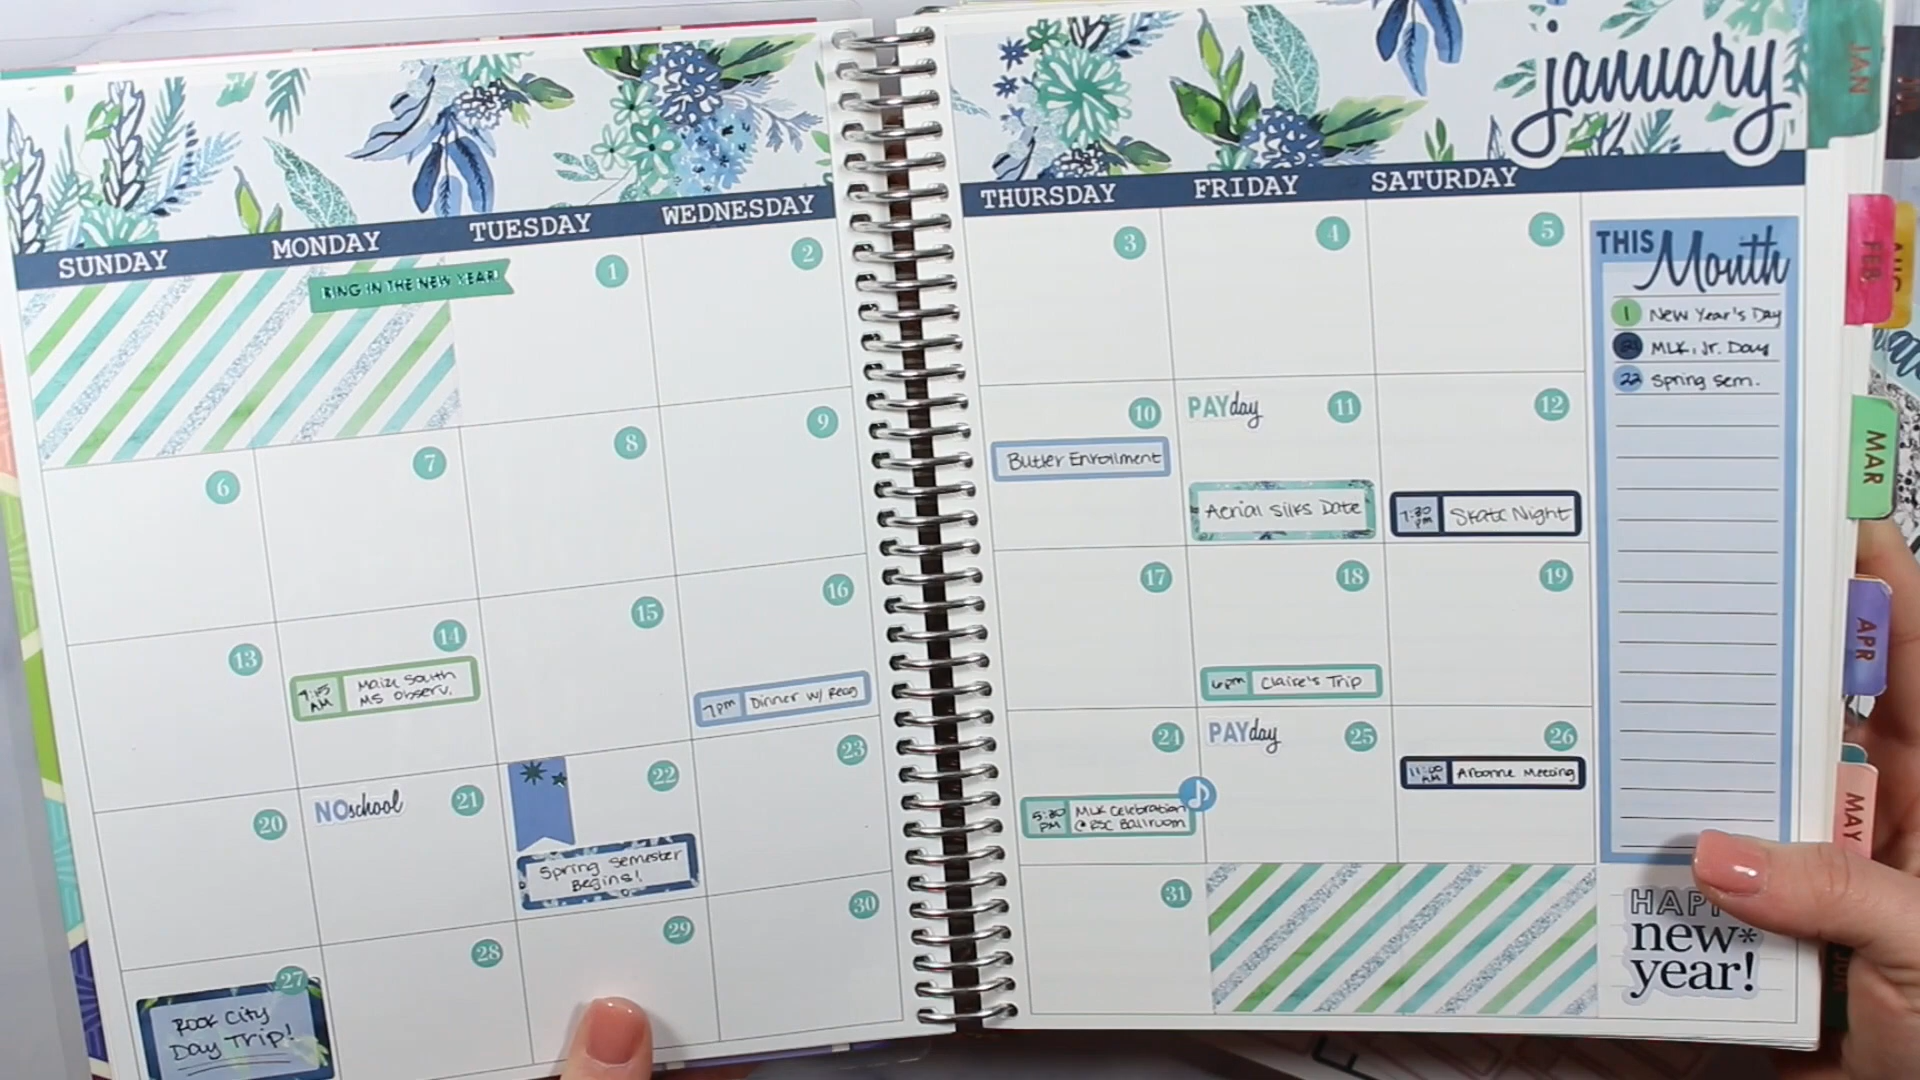 january
SUNDAY MONDAY TUESDAY WEDNESDAY THURSDAY FRIDAY SATURDAY
RING IN THE NEW YEAR!
1
2
3
4
5
6
7
8
9
10
Butler Enrollment
PAYday
11
Aerial Silks Date
12
7:30 pm
Skate Night
13
14
AM
Maize South
MS Observ.
15
16
7pm
Dinner w/
17
18
6pm
Claire's Trip
19
20
NOschool
21
22
Spring Semester
Begins!
23
24
5:30
PM
MLK Celebration
@ RSC Ballroom
PAYday
25
26
11:00
AM
Arbonne Meeting
27
Rock City
Day Trip!
28
29
30
31
THIS Month
1 New Year's Day
MLK, Jr. Day
22 Spring Sem.
new*
year!
JAN
FEB
AUG
MAR
APR
MAY
JUN